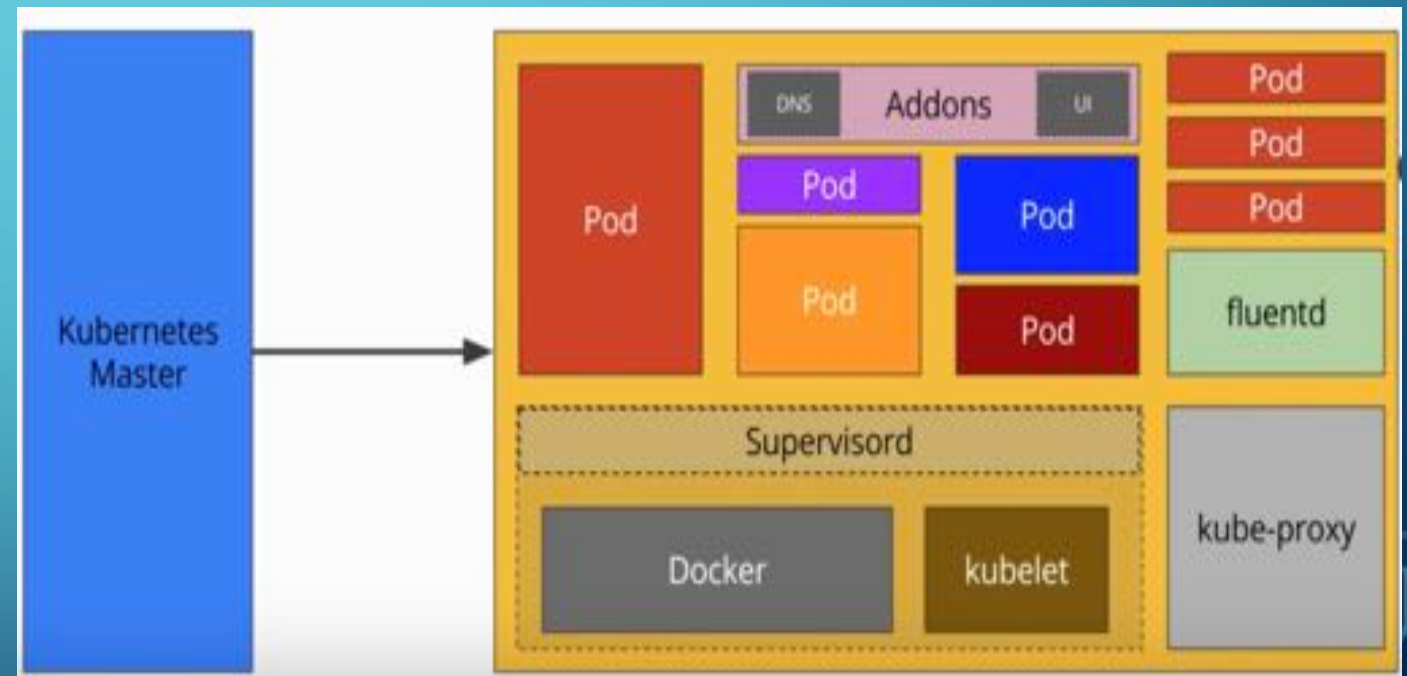 Kubernetes
Master
Pod
DNS
Addons
UI
Pod
Pod
Pod
Pod
Pod
Pod
Pod
fluentd
Supervisord
Docker
kubelet
kube-proxy